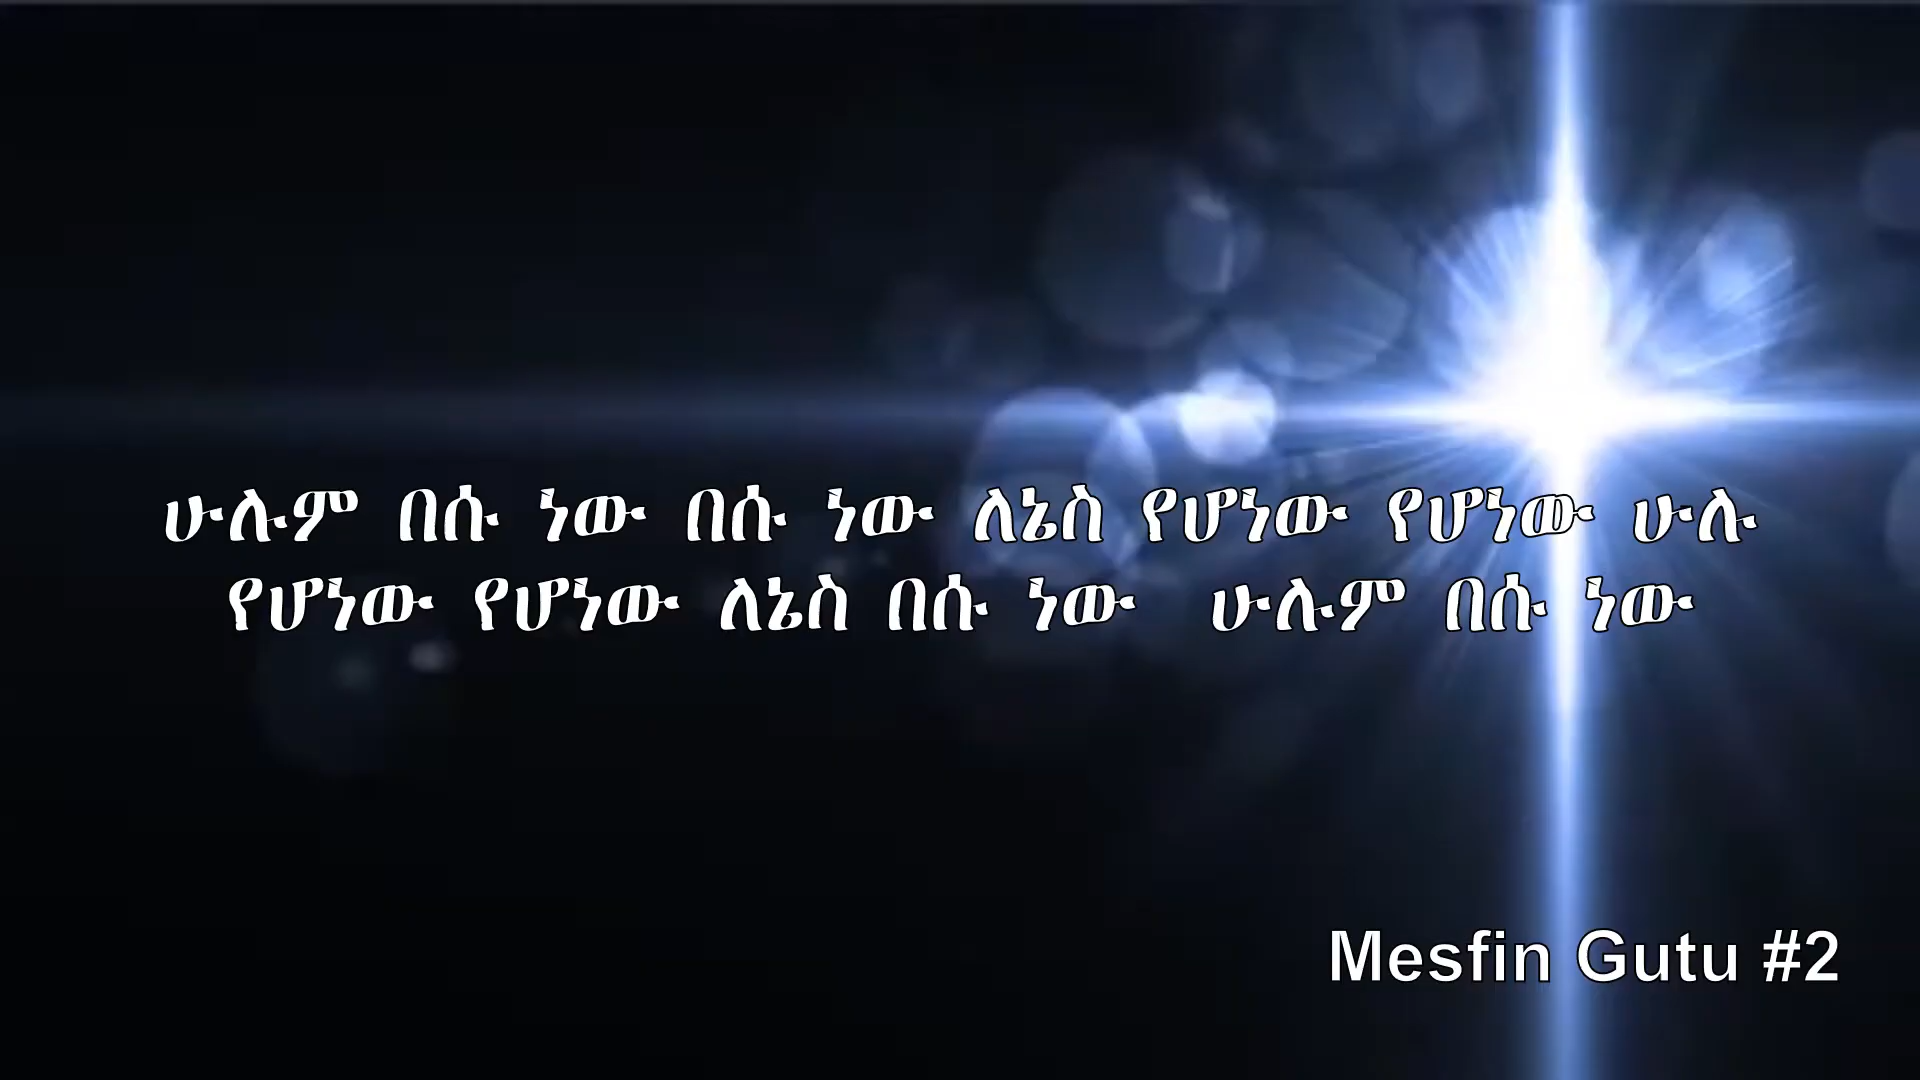 ሁሉም በሱ ነው በሱ ነው ለኔስ የሆነው የሆነው ሁሉ
የሆነው የሆነው ለኔስ በሱ ነው ሁሉም በሱ ነው
Mesfin Gutu #2